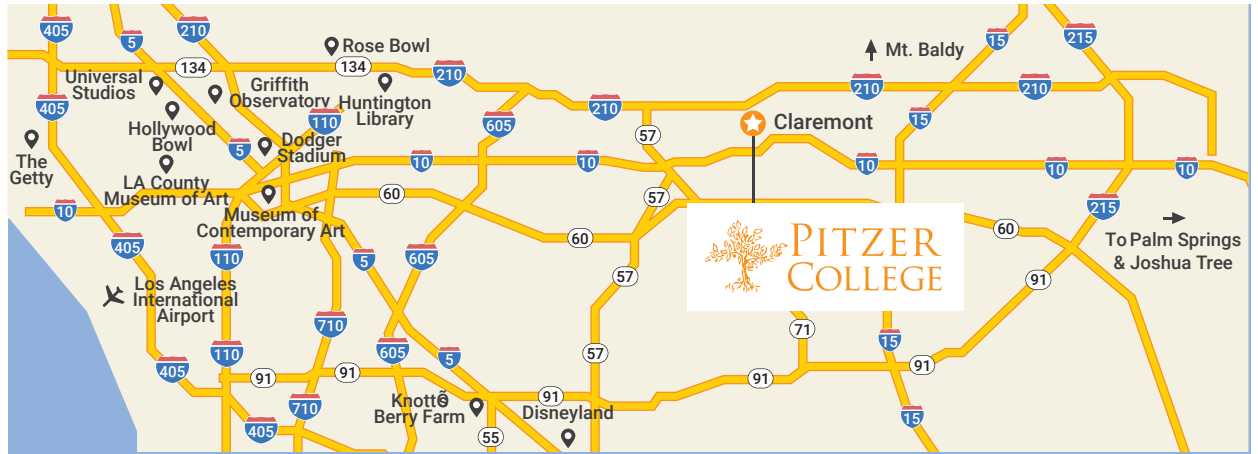 405
5
210
15
215
Rose Bowl
134
134
210
Mt. Baldy
Universal
Studios
Griffith
Observatory
Huntington
Library
210
210
210
405
Hollywood
Bowl
110
605
15
57
Claremont
The
Getty
5
Dodger
Stadium
10
10
10
10
10
LA County
Museum of Art
60
57
10
Museum of
Contemporary Art
215
405
60
60
To Palm Springs
& Joshua Tree
110
5
605
57
PITZER
COLLEGE
91
Los Angeles
International
Airport
710
71
110
605
5
57
15
405
91
91
91
91
91
710
Knottõs
Berry Farm
Disneyland
15
405
55